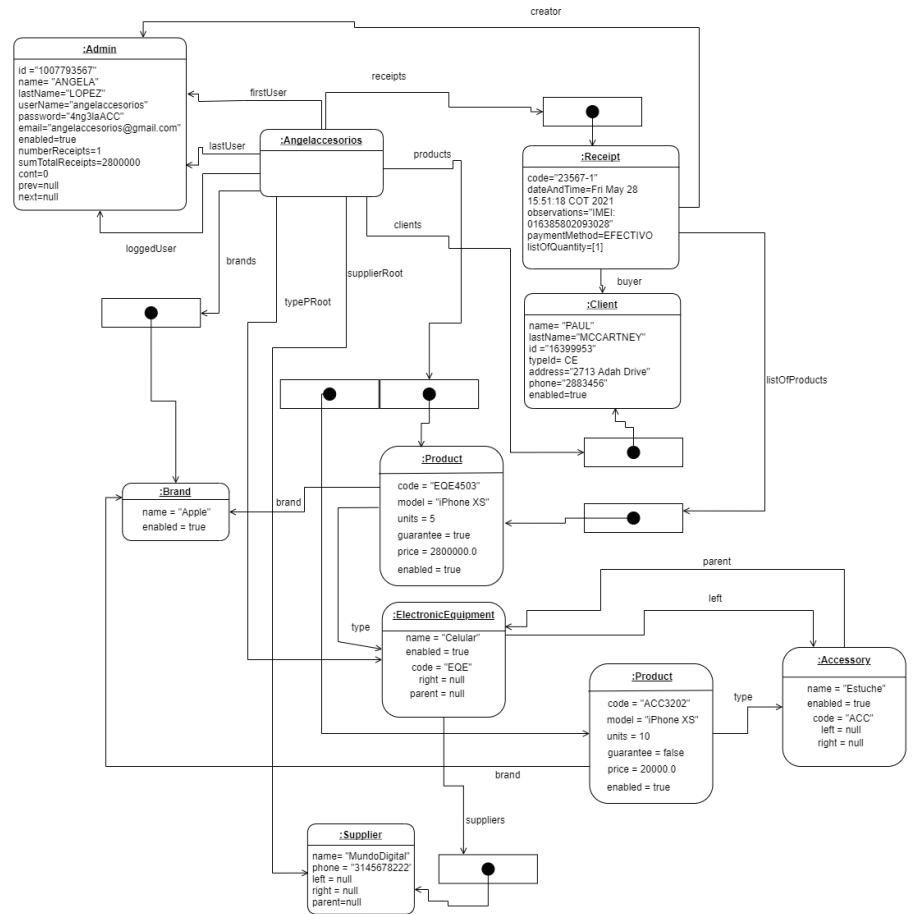 creator
:Admin
id ="1007793567"
name= "ANGELA"
lastName="LOPEZ"
userName="angelaccesorios"
password="4ng3laACC"
email="angelaccesorios@gmail.com"
enabled=true
numberReceipts=1
sumTotalReceipts=2800000
cont=0
prev=null
next=null
firstUser
lastUser
loggedUser
receipts
:Angelaccesorios
products
brands
clients
typePRoot
supplierRoot
:Receipt
code="23567-1"
dateAndTime=Fri May 28
15:51:18 COT 2021
observations="IMEI:
016385802093028"
paymentMethod=EFECTIVO
listOfQuantity=[1]
buyer
:Client
name= "PAUL"
lastName="MCCARTNEY"
id ="16399953"
typeId= CE
address="2713 Adah Drive"
phone="2883456"
enabled=true
listOfProducts
:Product
code = "EQE4503"
model = "iPhone XS"
units = 5
guarantee = true
price = 2800000.0
enabled = true
brand
:Brand
name = "Apple"
enabled = true
type
:ElectronicEquipment
name = "Celular"
enabled = true
code = "EQE"
right = null
parent = null
parent
left
:Accessory
name = "Estuche"
enabled = true
code = "ACC"
left = null
right = null
:Product
code = "ACC3202"
model = "iPhone XS"
units = 10
guarantee = false
price = 20000.0
enabled = true
type
brand
suppliers
:Supplier
name= "MundoDigital"
phone = "3145678222"
left = null
right = null
parent=null